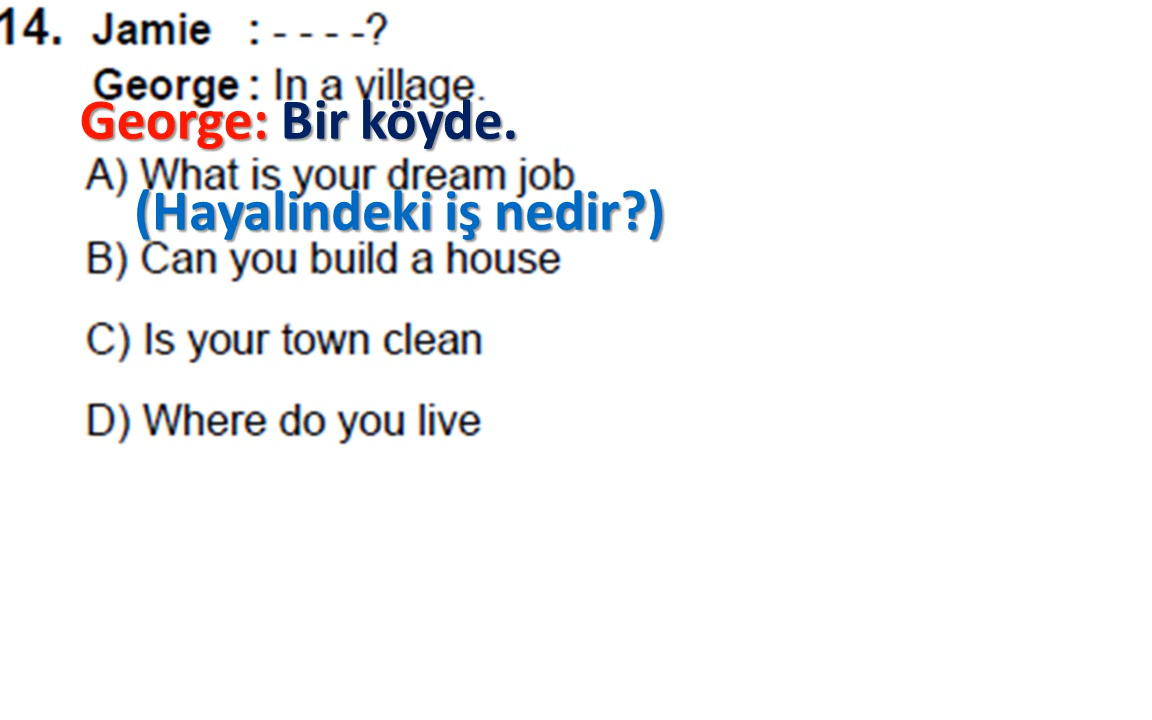 14. Jamie : - - - -?
George : In a village.
George: Bir köyde.
A) What is your dream job
(Hayalindeki iş nedir?)
B) Can you build a house
C) Is your town clean
D) Where do you live